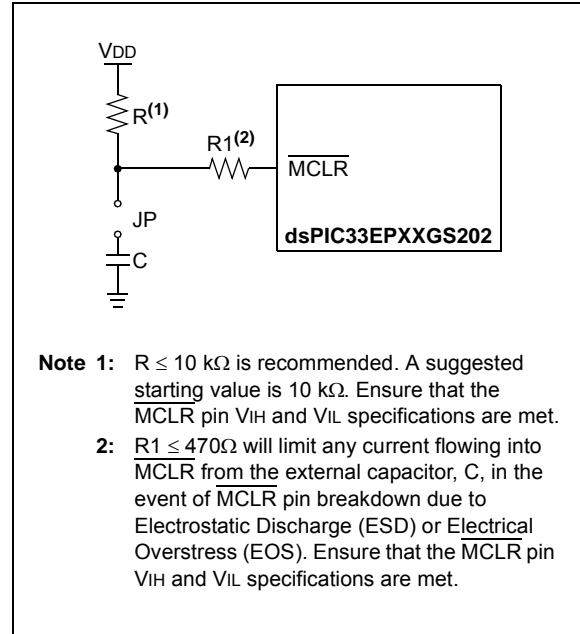 VDD
R(1)
R1(2)
MCLR
JP
dsPIC33EPXXGS202
C
Note 1: R ≤ 10 kΩ is recommended. A suggested
starting value is 10 kΩ. Ensure that the
MCLR pin VIH and VIL specifications are met.
2: R1 ≤ 470Ω will limit any current flowing into
MCLR from the external capacitor, C, in the
event of MCLR pin breakdown due to
Electrostatic Discharge (ESD) or Electrical
Overstress (EOS). Ensure that the MCLR pin
VIH and VIL specifications are met.